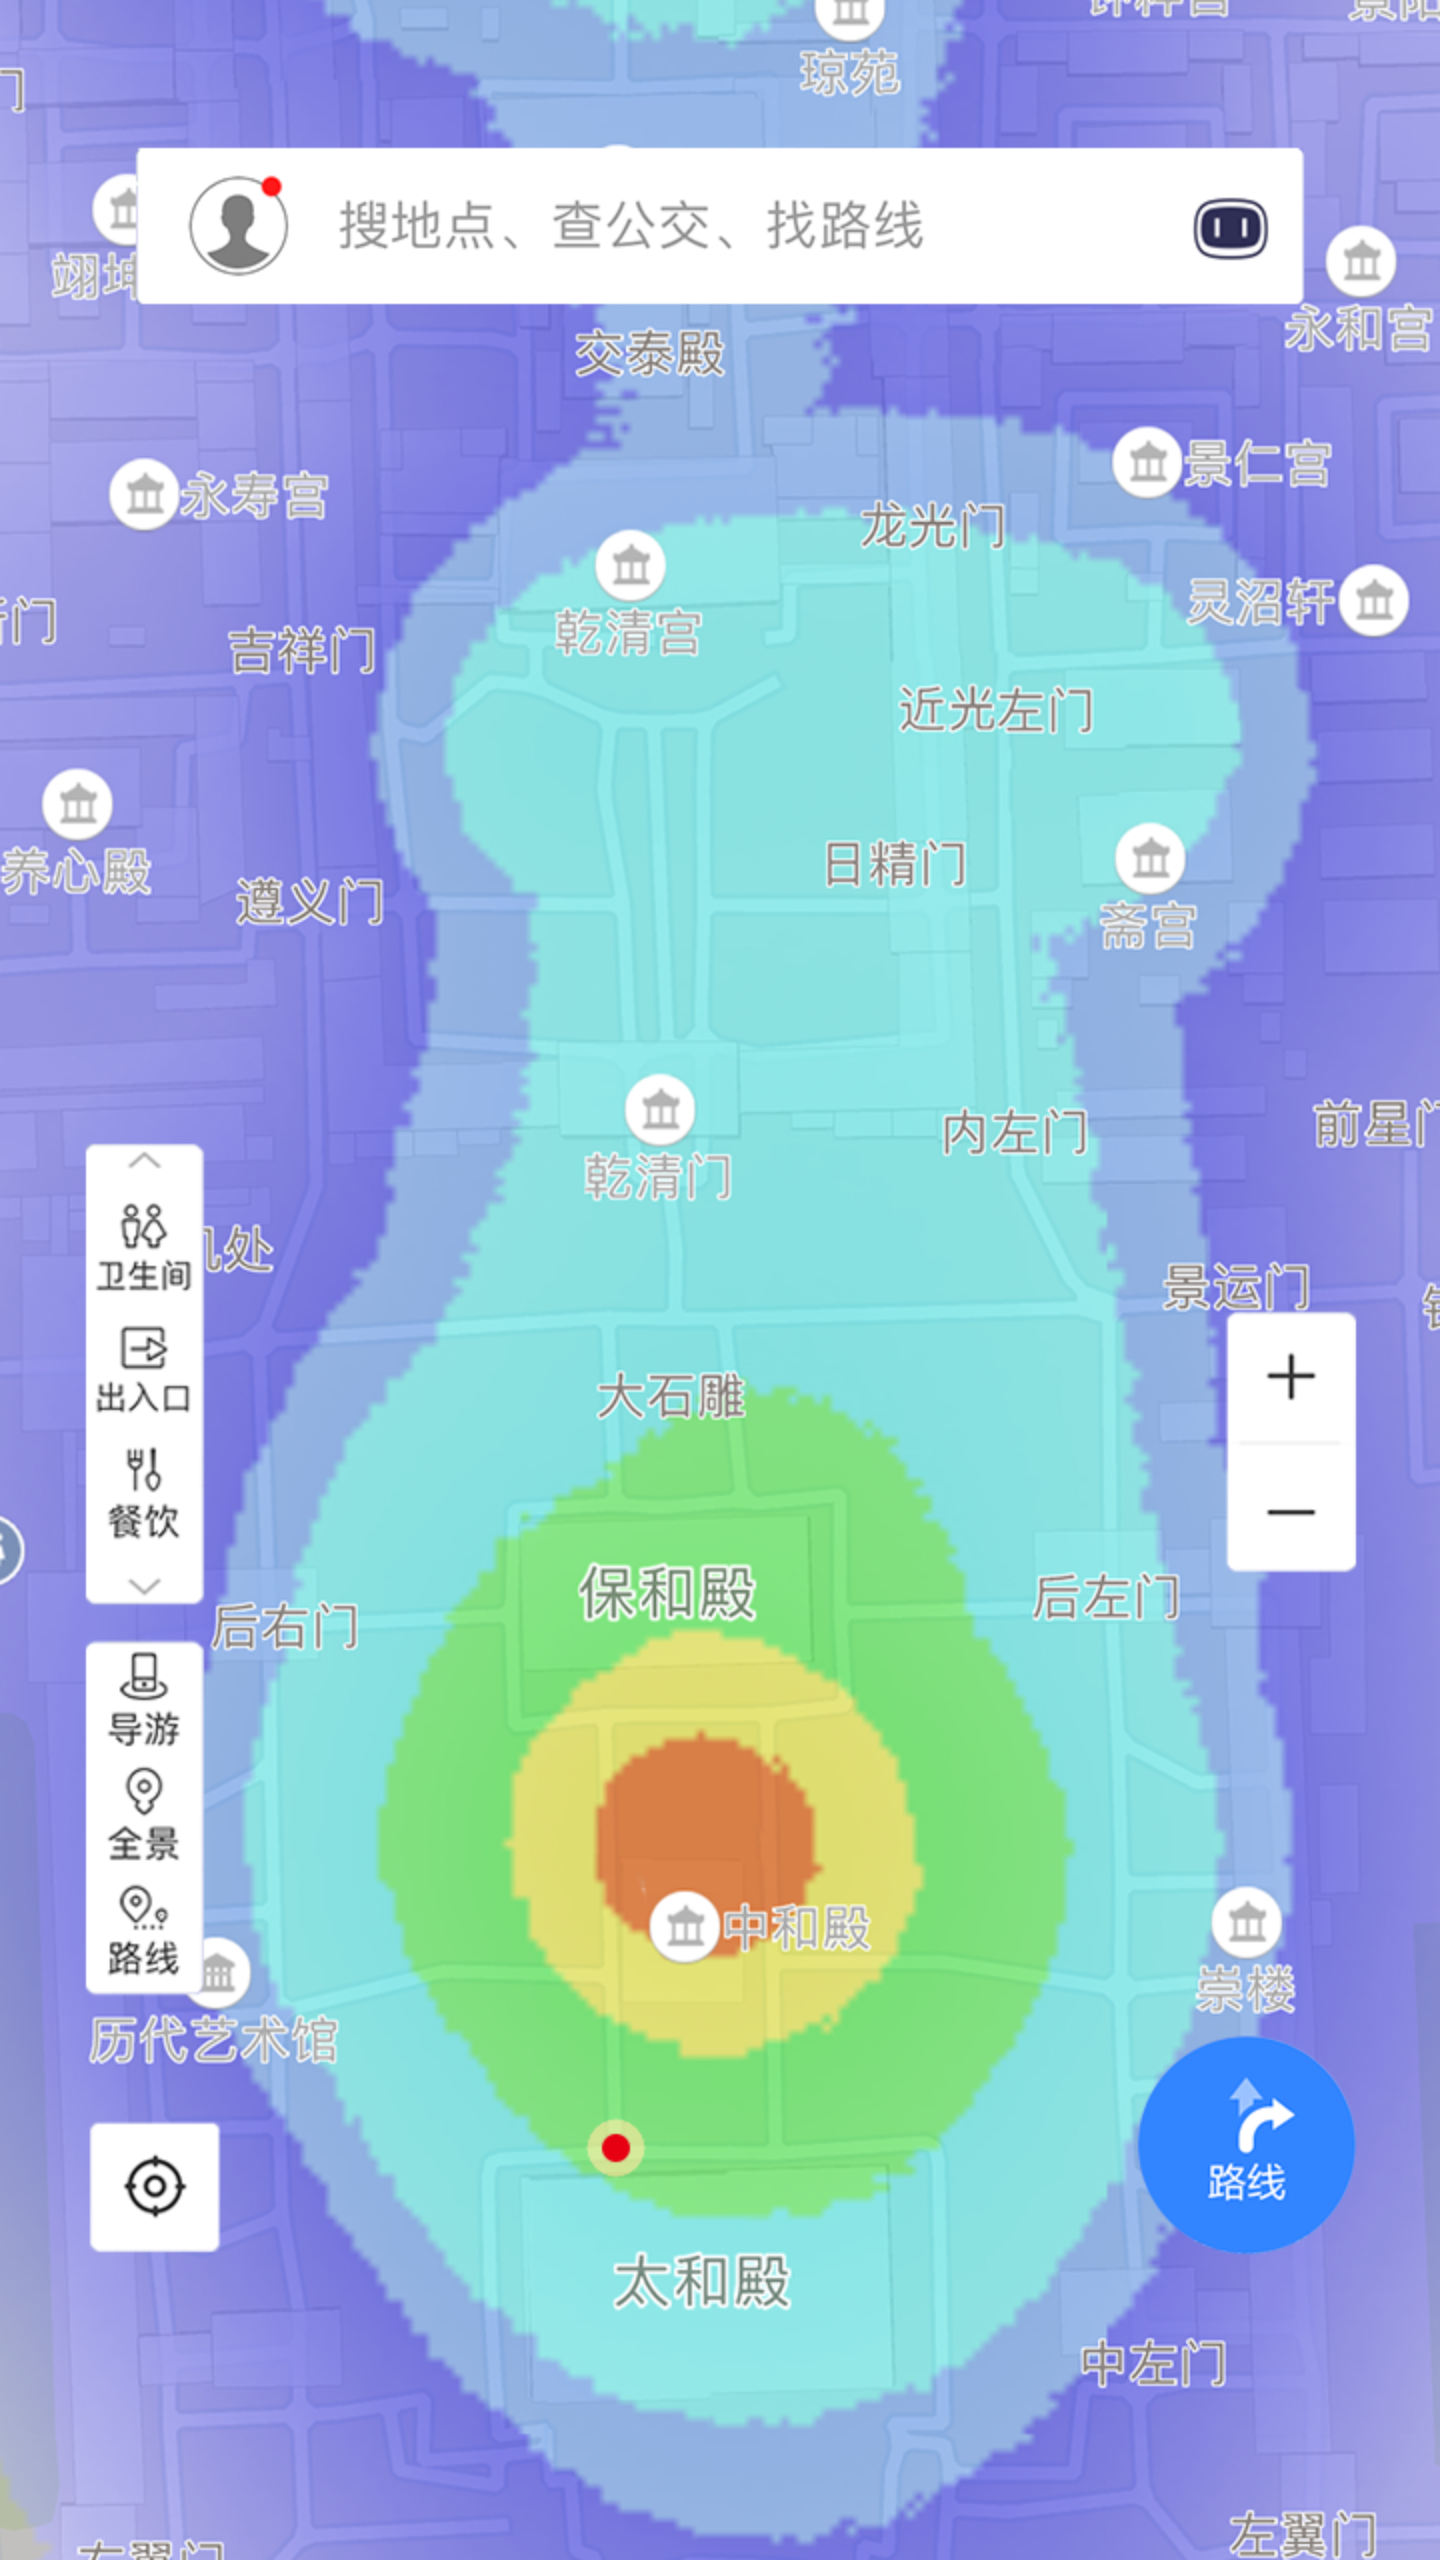 琼苑
搜地点、查公交、找路线
翊坤
永和宫
交泰殿
景仁宫
永寿宫
龙光门
灵沼轩
乾清宫
吉祥门
近光左门
日精门
养心殿
遵义门
斋宫
前星门
内左门
乾清门
卫生间
处
景运门
出入口
大石雕
餐饮
保和殿
后左门
后右门
导游
全景
中和殿
路线
崇楼
历代艺术馆
路线
太和殿
中左门
左翼门